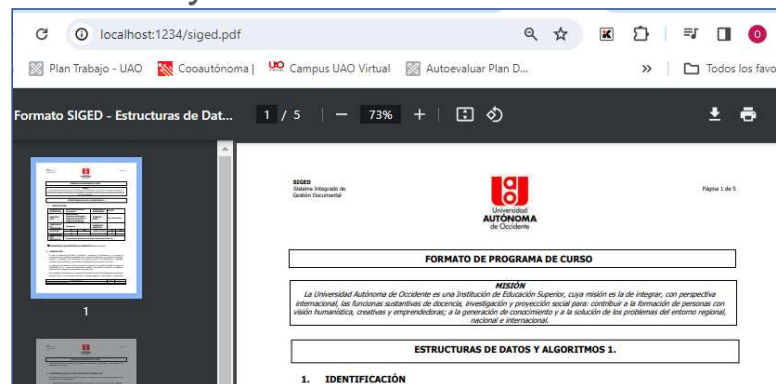 localhost:1234/siged.pdf
Plan Trabajo - UAO Cooautónoma | UAO Campus UAO Virtual Autoevaluar Plan D... » Todos los favo
Formato SIGED - Estructuras de Dat... 1 / 5 | — 73% + |
SIGED
Sistema Integrado de
Gestión Documental
Página 1 de 5
Universidad
AUTÓNOMA
de Occidente
FORMATO DE PROGRAMA DE CURSO
MISIÓN
La Universidad Autónoma de Occidente es una Institución de Educación Superior, cuya misión es la de integrar, con perspectiva
internacional, las funciones sustantivas de docencia, investigación y proyección social para: contribuir a la formación de personas con
visión humanística, creativas y emprendedoras; a la generación de conocimiento y a la solución de los problemas del entorno regional,
nacional e internacional.
1
ESTRUCTURAS DE DATOS Y ALGORITMOS 1.
1. IDENTIFICACIÓN